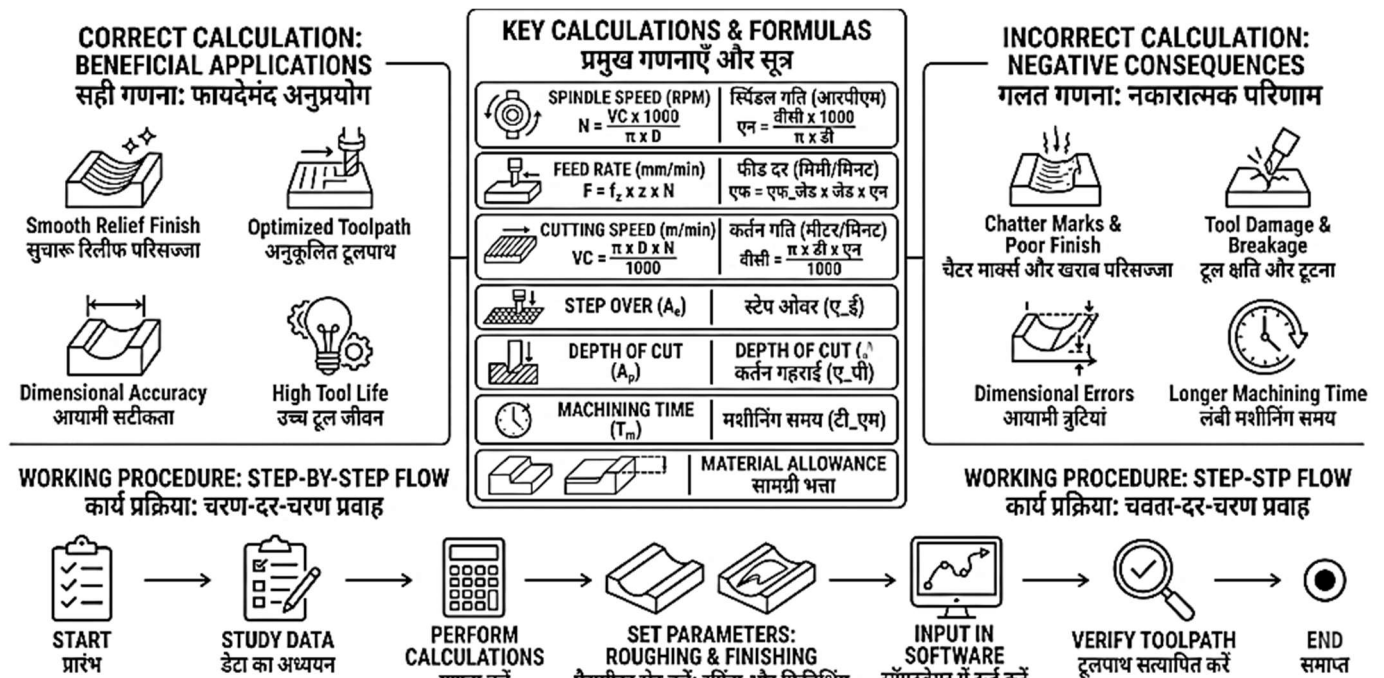 CORRECT CALCULATION:
BENEFICIAL APPLICATIONS
सही गणना: फायदेमंद अनुप्रयोग
Smooth Relief Finish
सुचारू रिलीफ परिसज्जा
Optimized Toolpath
अनुकूलित टूलपाथ
Dimensional Accuracy
आयामी सटीकता
High Tool Life
उच्च टूल जीवन
KEY CALCULATIONS & FORMULAS
प्रमुख गणनाएँ और सूत्र
SPINDLE SPEED (RPM)
N = VC x 1000 / π x D
स्पिंडल गति (आरपीएम)
एन = वीसी x 1000 / π x डी
FEED RATE (mm/min)
F = fz x z x N
फीड दर (मिमी/मिनट)
एफ = एफ_जेड x जेड x एन
CUTTING SPEED (m/min)
VC = π x D x N / 1000
कर्तन गति (मीटर/मिनट)
वीसी = π x डी x एन / 1000
STEP OVER (Ae)
स्टेप ओवर (ए_ई)
DEPTH OF CUT
(Ap)
DEPTH OF CUT (
कर्तन गहराई (ए_पी)
MACHINING TIME
(Tm)
मशीनिंग समय (टी_एम)
MATERIAL ALLOWANCE
सामग्री भत्ता
INCORRECT CALCULATION:
NEGATIVE CONSEQUENCES
गलत गणना: नकारात्मक परिणाम
Chatter Marks &
Poor Finish
चैटर मार्क्स और खराब परिसज्जा
Tool Damage &
Breakage
टूल क्षति और टूटना
Dimensional Errors
आयामी त्रुटियां
Longer Machining Time
लंबी मशीनिंग समय
WORKING PROCEDURE: STEP-BY-STEP FLOW
कार्य प्रक्रिया: चरण-दर-चरण प्रवाह
WORKING PROCEDURE: STEP-STP FLOW
कार्य प्रक्रिया: चवता-दर-चरण प्रवाह
START
प्रारंभ
STUDY DATA
डेटा का अध्ययन
PERFORM
CALCULATIONS
SET PARAMETERS:
ROUGHING & FINISHING
INPUT IN
SOFTWARE
VERIFY TOOLPATH
टूलपाथ सत्यापित करें
END
समाप्त